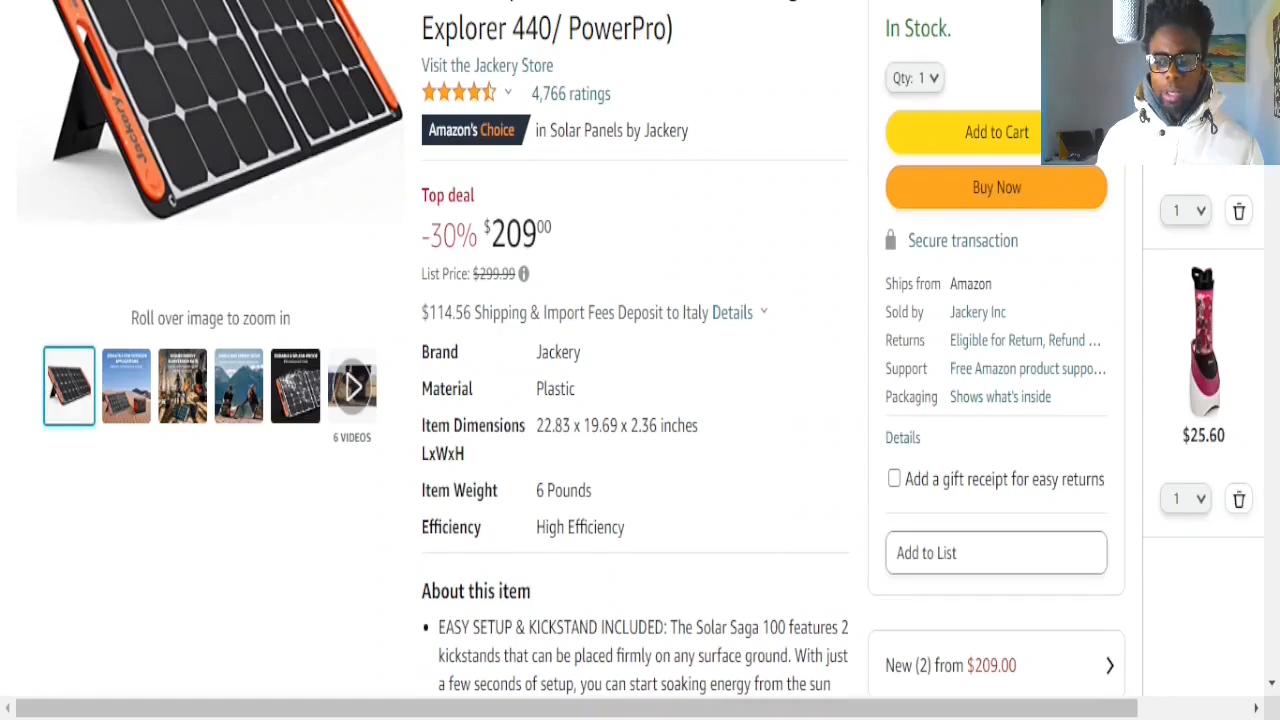 Explorer 440/ PowerPro)
Visit the Jackery Store
4,766 ratings
Amazon's Choice in Solar Panels by Jackery
Top deal
-30% $20900
List Price: $299.99
$114.56 Shipping & Import Fees Deposit to Italy Details
Brand Jackery
Material Plastic
Item Dimensions 22.83 x 19.69 x 2.36 inches
LxWxH
Item Weight 6 Pounds
Efficiency High Efficiency
About this item
• EASY SETUP & KICKSTAND INCLUDED: The Solar Saga 100 features 2
kickstands that can be placed firmly on any surface ground. With just
a few seconds of setup, you can start soaking energy from the sun
Jackery
Roll over image to zoom in
6 VIDEOS
In Stock.
Qty: 1
Add to Cart
Buy Now
Secure transaction
Ships from Amazon
Sold by Jackery Inc
Returns Eligible for Return, Refund ...
Support Free Amazon product suppo...
Packaging Shows what's inside
Details
Add a gift receipt for easy returns
Add to List
New (2) from $209.00
1
$25.60
1